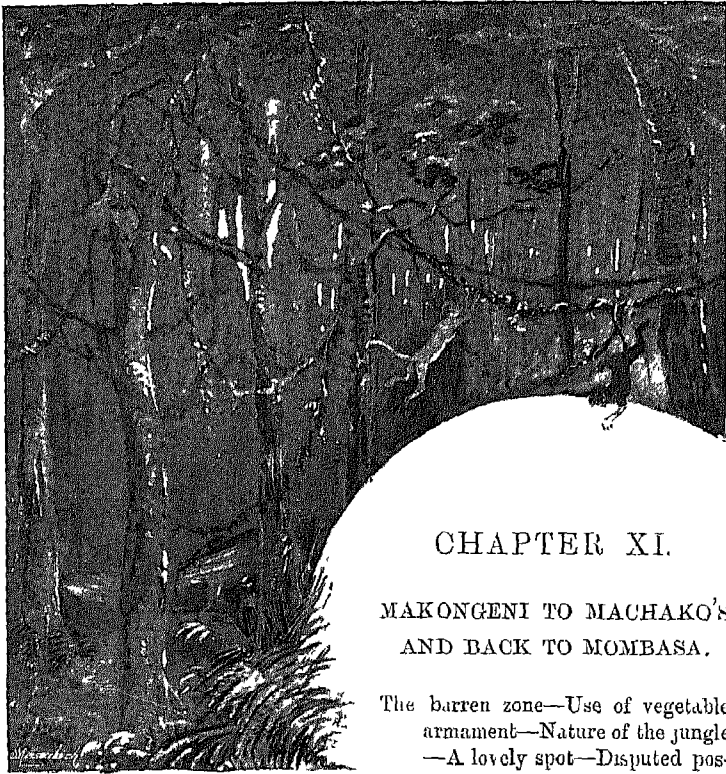 CHAPTER XI.
MAKONGENI TO MACHAKO'S
AND BACK TO MOMBASA.
The barren zone—Use of vegetable
armament—Nature of the jungle
—A lovely spot—Disputed pos